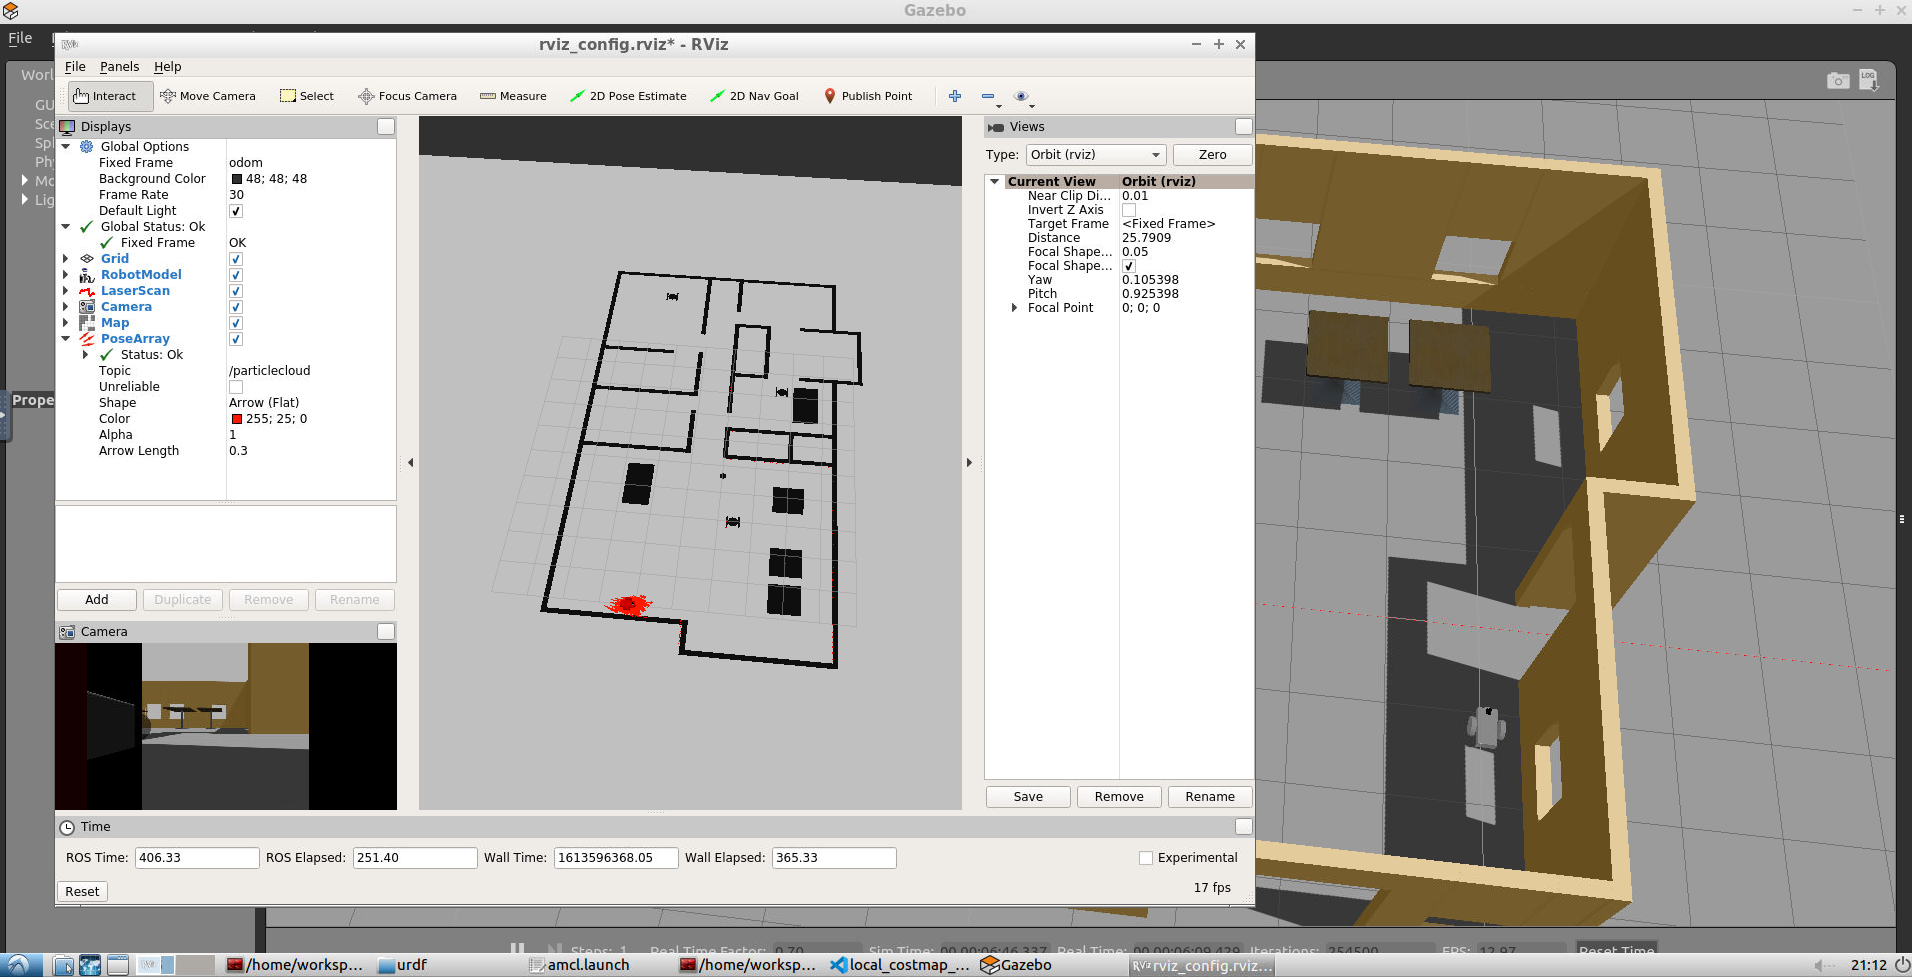 Gazebo
File
rviz_config.rviz* - RViz
File Panels Help
Interact Move Camera Select Focus Camera Measure 2D Pose Estimate 2D Nav Goal Publish Point
LOG
Worl
GU
Sce
Sp
Phy
Mo
Lig
Prope
Displays
Global Options
Fixed Frame odom
Background Color 48; 48; 48
Frame Rate 30
Default Light
Global Status: Ok
Fixed Frame OK
Grid
RobotModel
LaserScan
Camera
Map
PoseArray
Status: Ok
Topic /particlecloud
Unreliable
Shape Arrow (Flat)
Color 255; 25; 0
Alpha 1
Arrow Length 0.3
Add Duplicate Remove Rename
Camera
Views
Type: Orbit (rviz) Zero
Current View Orbit (rviz)
Near Clip Di... 0.01
Invert Z Axis
Target Frame <Fixed Frame>
Distance 25.7909
Focal Shape... 0.05
Focal Shape...
Yaw 0.105398
Pitch 0.925398
Focal Point 0; 0; 0
Save Remove Rename
Time
ROS Time: 406.33 ROS Elapsed: 251.40 Wall Time: 1613596368.05 Wall Elapsed: 365.33 Experimental
Reset 17 fps
Steps: 1 Real Time Factor: 0.70 Sim Time: 00 00:06:46.337 Real Time: 00 00:06:09.429 Iterations: 254500 FPS: 12.97 Reset Time
/home/worksp... urdf amcl.launch /home/worksp... local_costmap_... Gazebo RViz rviz_config.rviz... 21:12